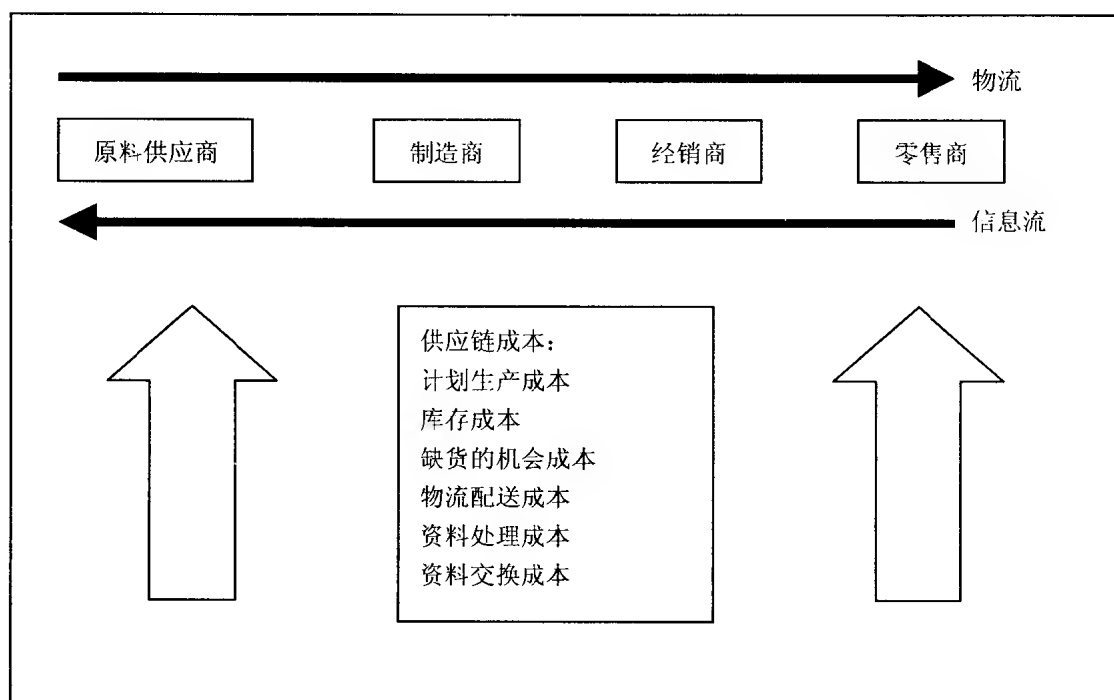 物流
原料供应商 制造商 经销商 零售商
信息流
供应链成本：
计划生产成本
库存成本
缺货的机会成本
物流配送成本
资料处理成本
资料交换成本